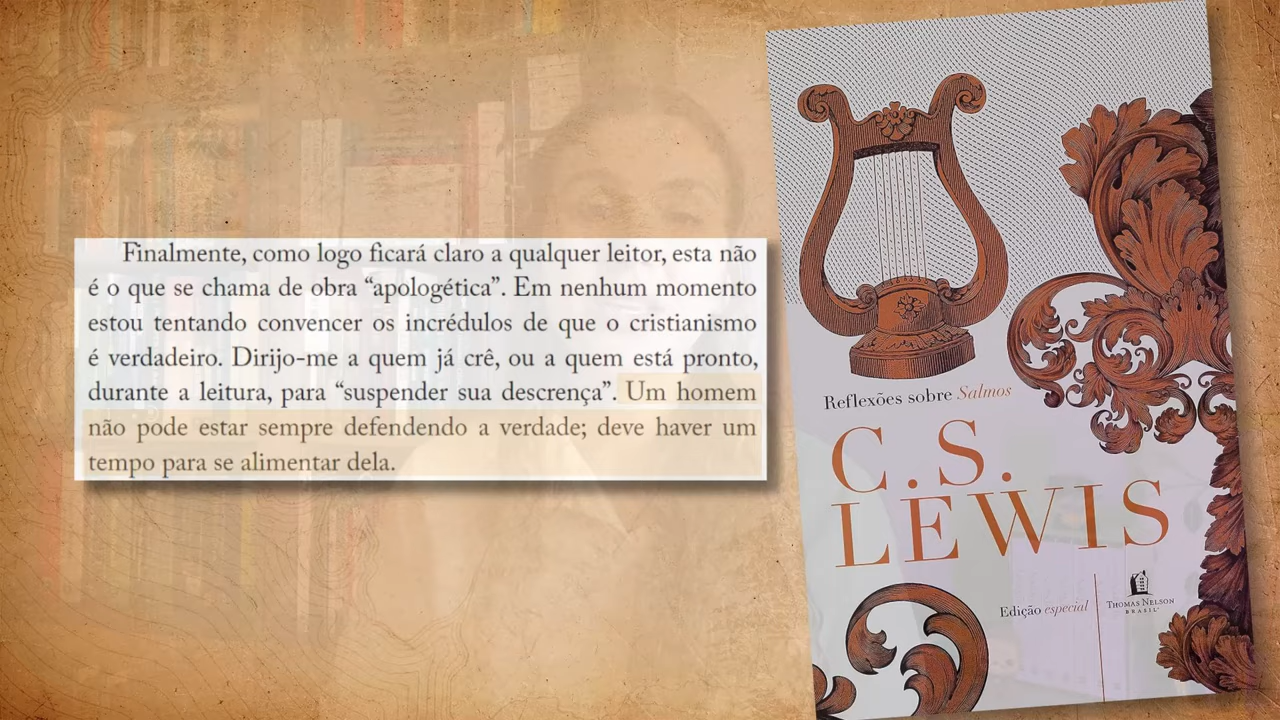 Finalmente, como logo ficará claro a qualquer leitor, esta não
é o que se chama de obra “apologética”. Em nenhum momento
estou tentando convencer os incrédulos de que o cristianismo
é verdadeiro. Dirijo-me a quem já crê, ou a quem está pronto,
durante a leitura, para “suspender sua descrença”. Um homem
não pode estar sempre defendendo a verdade; deve haver um
tempo para se alimentar dela.
Reflexões sobre Salmos
C.S.
LEWIS
Edição especial
THOMAS NELSON
BRASIL